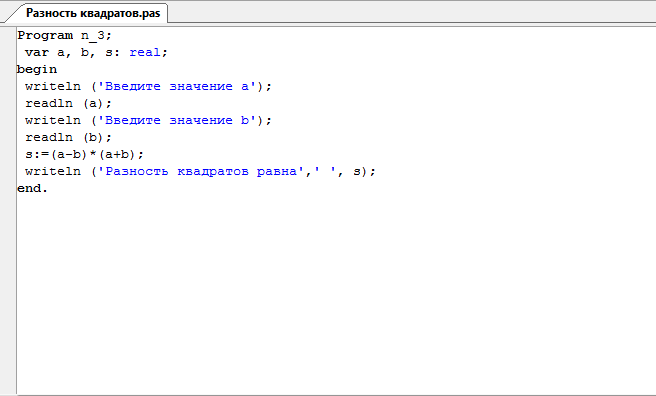 Разность квадратов.pas
Program n_3;
var a, b, s: real;
begin
writeln ('Введите значение a');
readln (a);
writeln ('Введите значение b');
readln (b);
s:=(a-b)*(a+b);
writeln ('Разность квадратов равна',' ', s);
end.